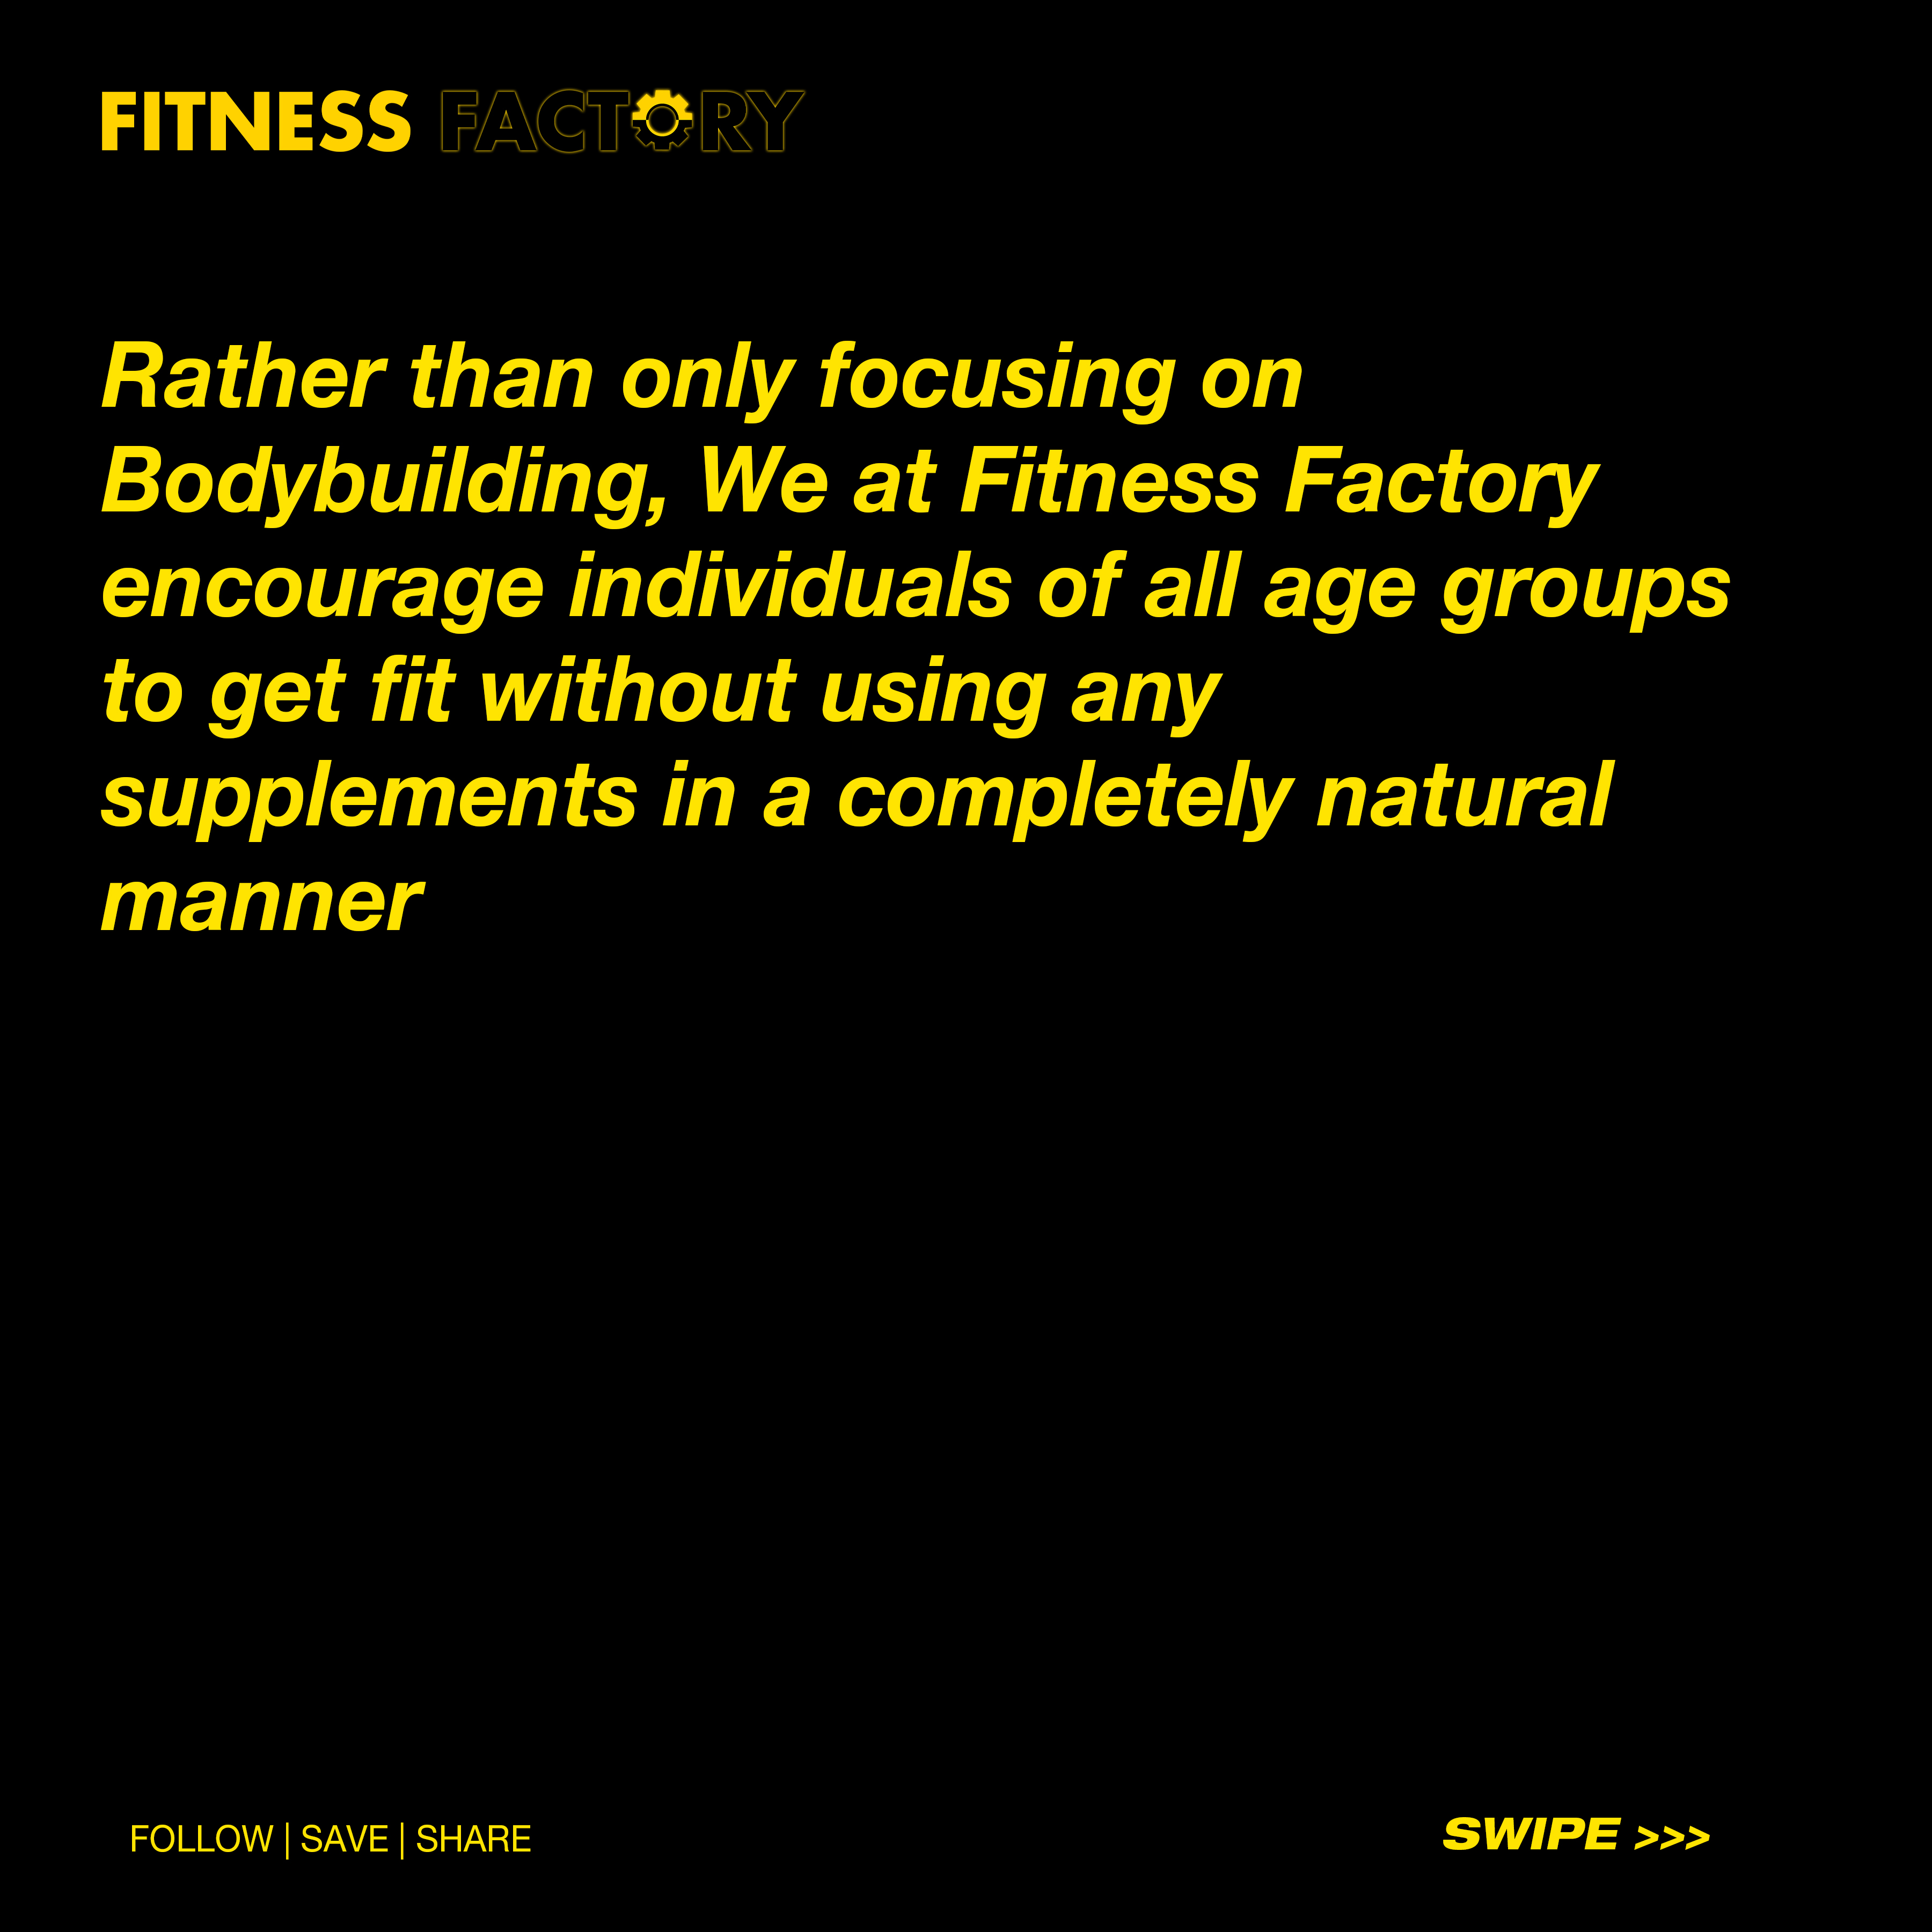 FITNESS FACTORY
Rather than only focusing on
Bodybuilding, We at Fitness Factory
encourage individuals of all age groups
to get fit without using any
supplements in a completely natural
manner
FOLLOW | SAVE | SHARE
SWIPE >>>